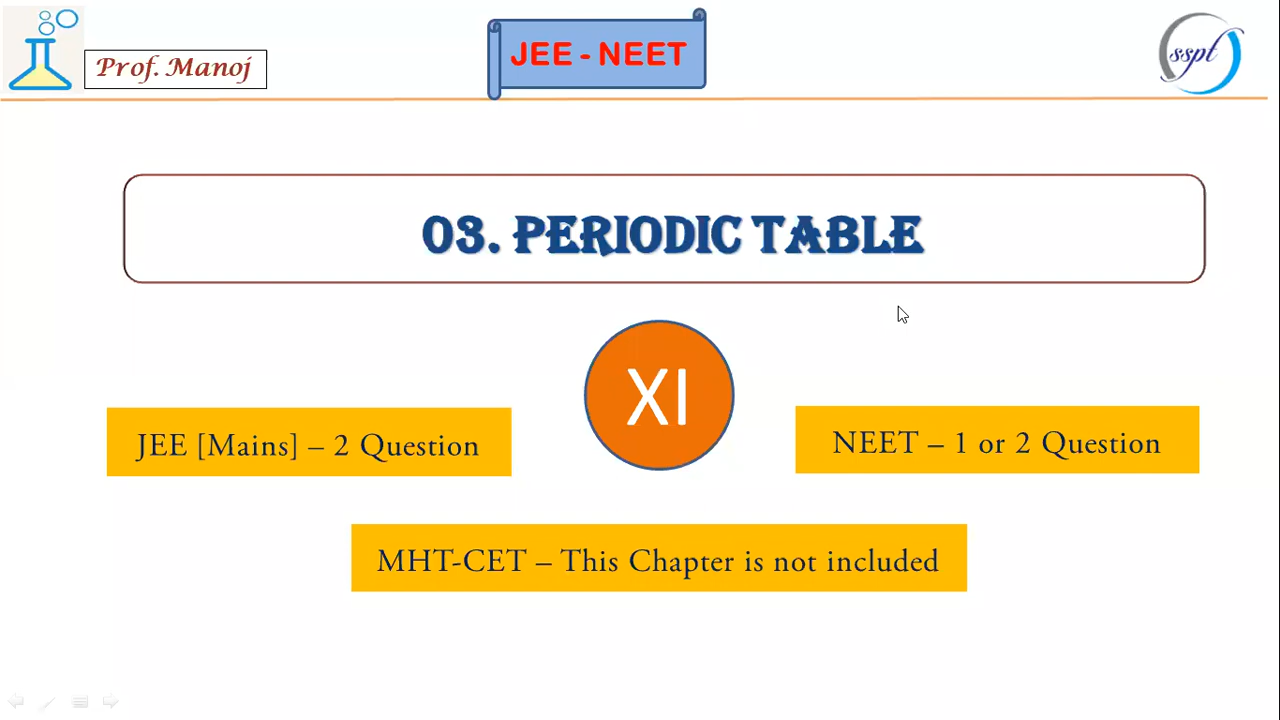 Prof. Manoj
JEE - NEET
sspt
03. PERIODIC TABLE
XI
JEE [Mains] – 2 Question
NEET – 1 or 2 Question
MHT-CET – This Chapter is not included